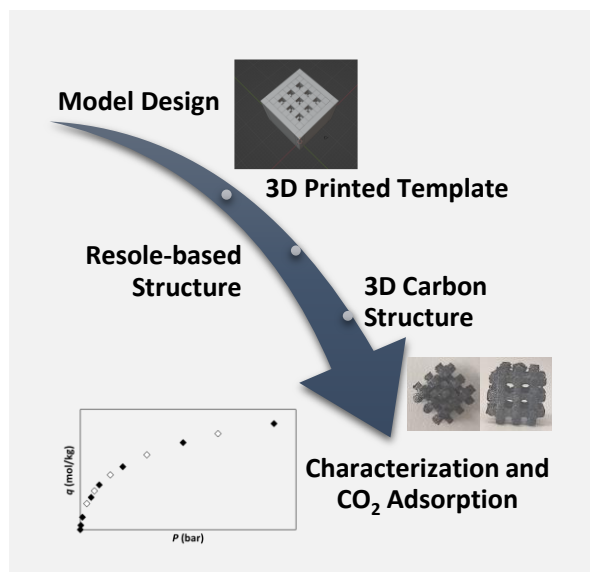 Model Design
3D Printed Template
Resole-based
Structure
3D Carbon
Structure
Characterization and
CO₂ Adsorption
q (mol/kg)
P (bar)